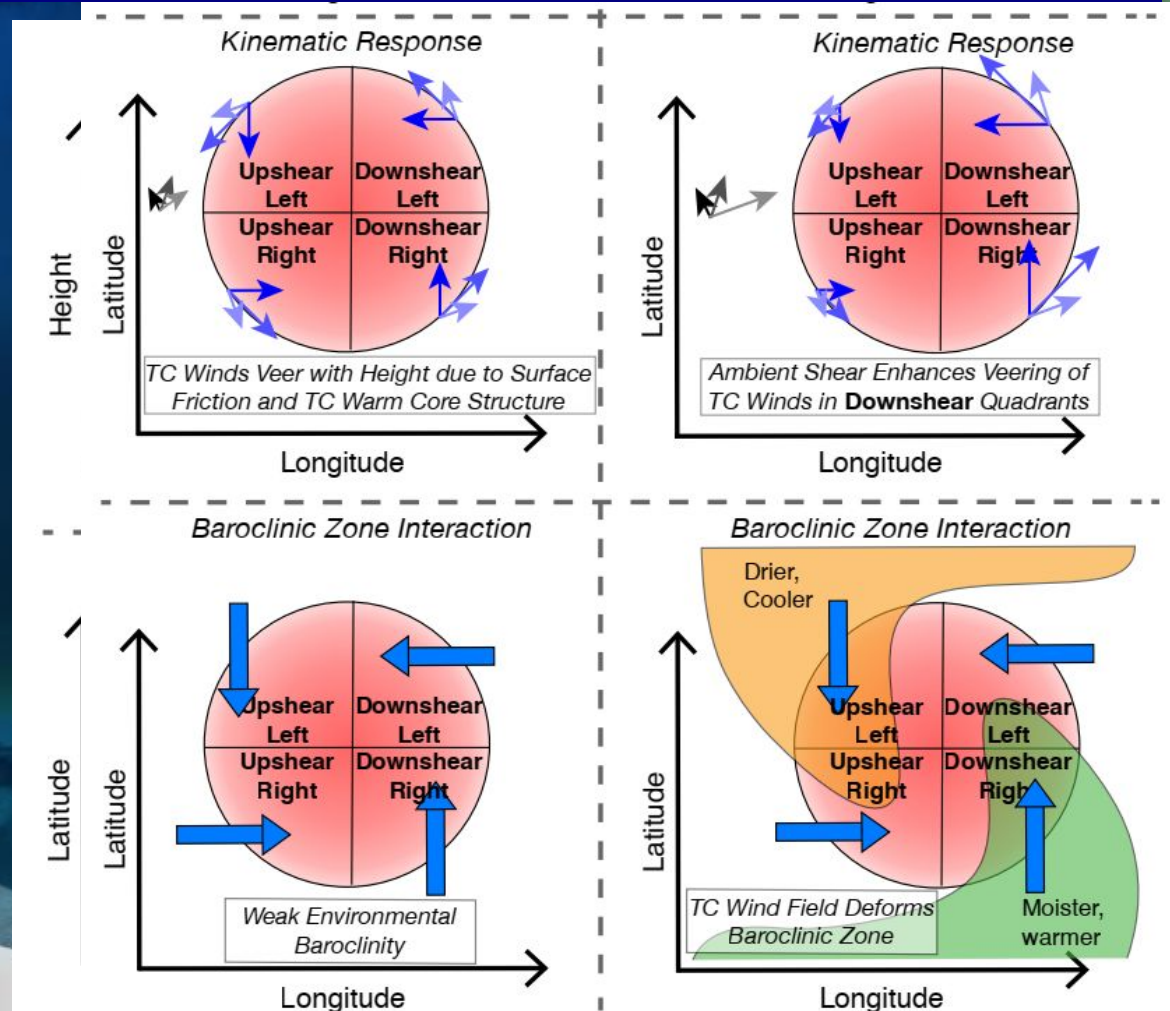 Kinematic Response
Height
Latitude
Upshear
Left
Downshear
Left
Upshear
Right
Downshear
Right
TC Winds Veer with Height due to Surface
Friction and TC Warm Core Structure
Longitude
Kinematic Response
Latitude
Upshear
Left
Downshear
Left
Upshear
Right
Downshear
Right
Ambient Shear Enhances Veering of
TC Winds in Downshear Quadrants
Longitude
Baroclinic Zone Interaction
Latitude
Latitude
Upshear
Left
Downshear
Left
Upshear
Right
Downshear
Right
Weak Environmental
Baroclinity
Longitude
Baroclinic Zone Interaction
Drier,
Cooler
Latitude
Upshear
Left
Downshear
Left
Upshear
Right
Downshear
Right
TC Wind Field Deforms
Baroclinic Zone
Moister,
warmer
Longitude